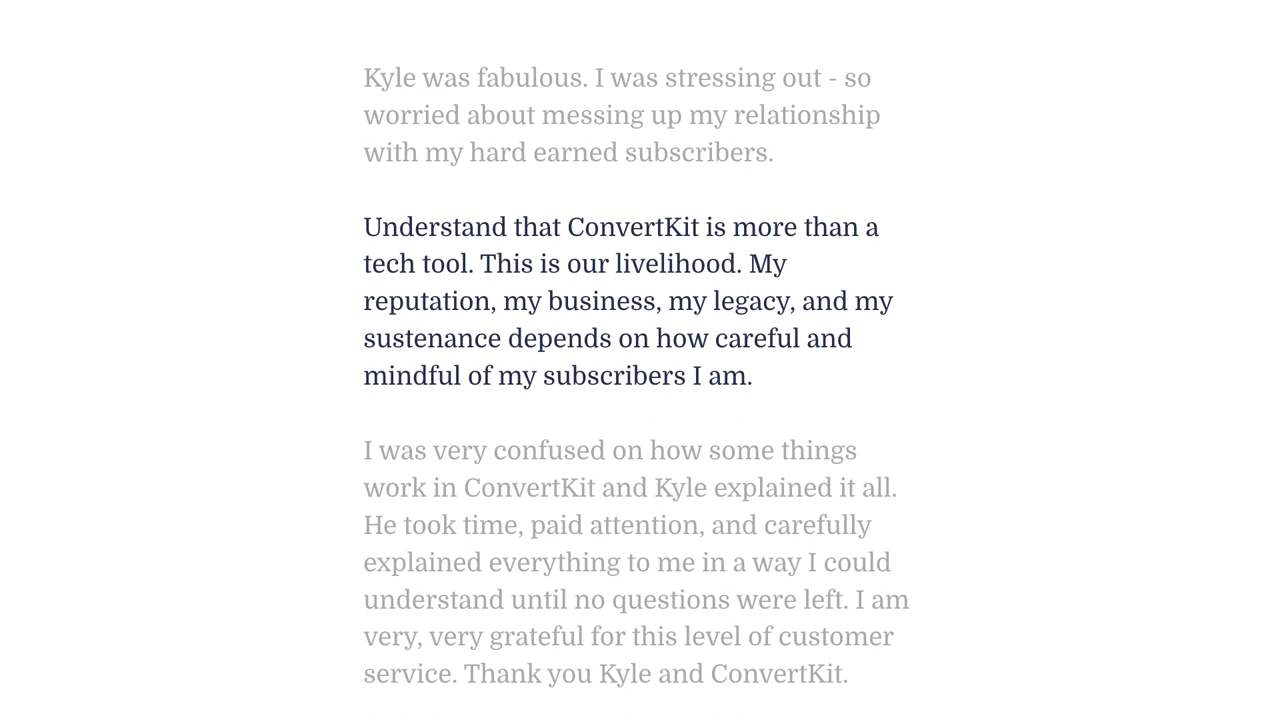 Kyle was fabulous. I was stressing out - so
worried about messing up my relationship
with my hard earned subscribers.
Understand that ConvertKit is more than a
tech tool. This is our livelihood. My
reputation, my business, my legacy, and my
sustenance depends on how careful and
mindful of my subscribers I am.
I was very confused on how some things
work in ConvertKit and Kyle explained it all.
He took time, paid attention, and carefully
explained everything to me in a way I could
understand until no questions were left. I am
very, very grateful for this level of customer
service. Thank you Kyle and ConvertKit.